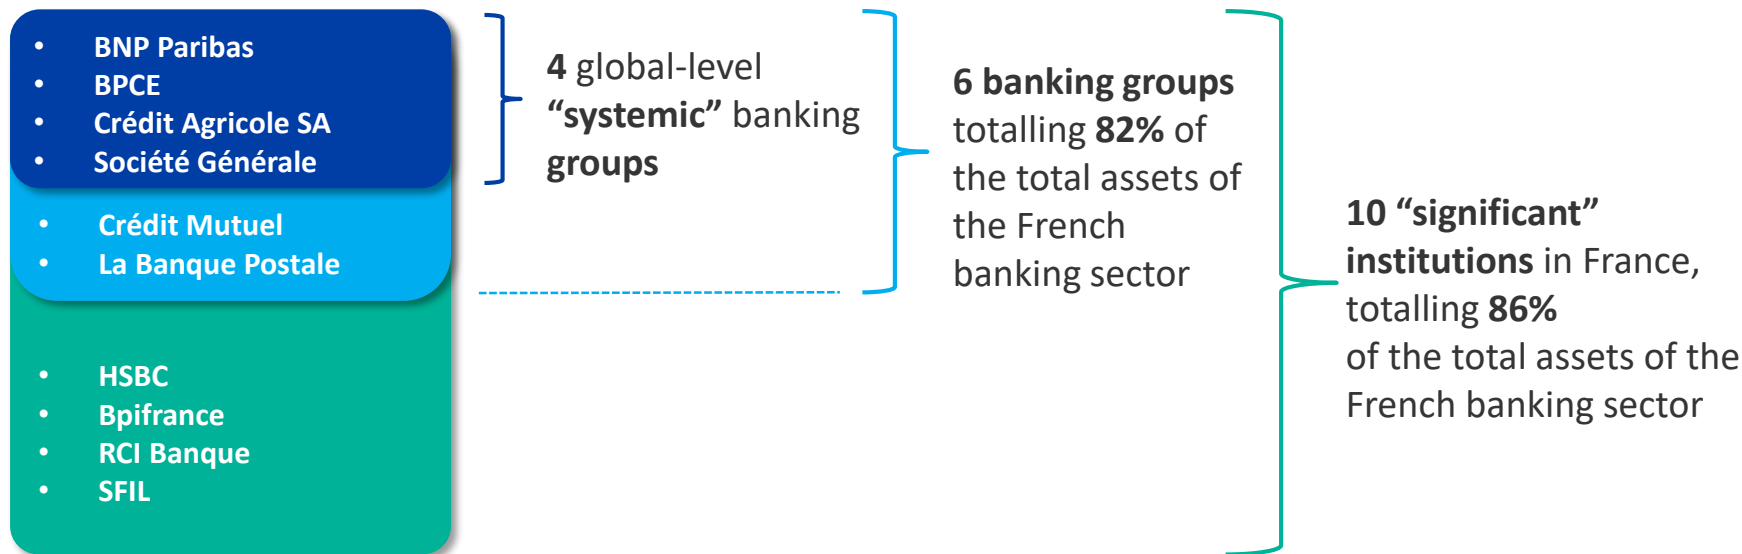 • BNP Paribas
• BPCE
• Crédit Agricole SA
• Société Générale
• Crédit Mutuel
• La Banque Postale
• HSBC
• Bpifrance
• RCI Banque
• SFIL
4 global-level
“systemic” banking
groups
6 banking groups
totalling 82% of
the total assets of
the French
banking sector
10 “significant”
institutions in France,
totalling 86%
of the total assets of the
French banking sector